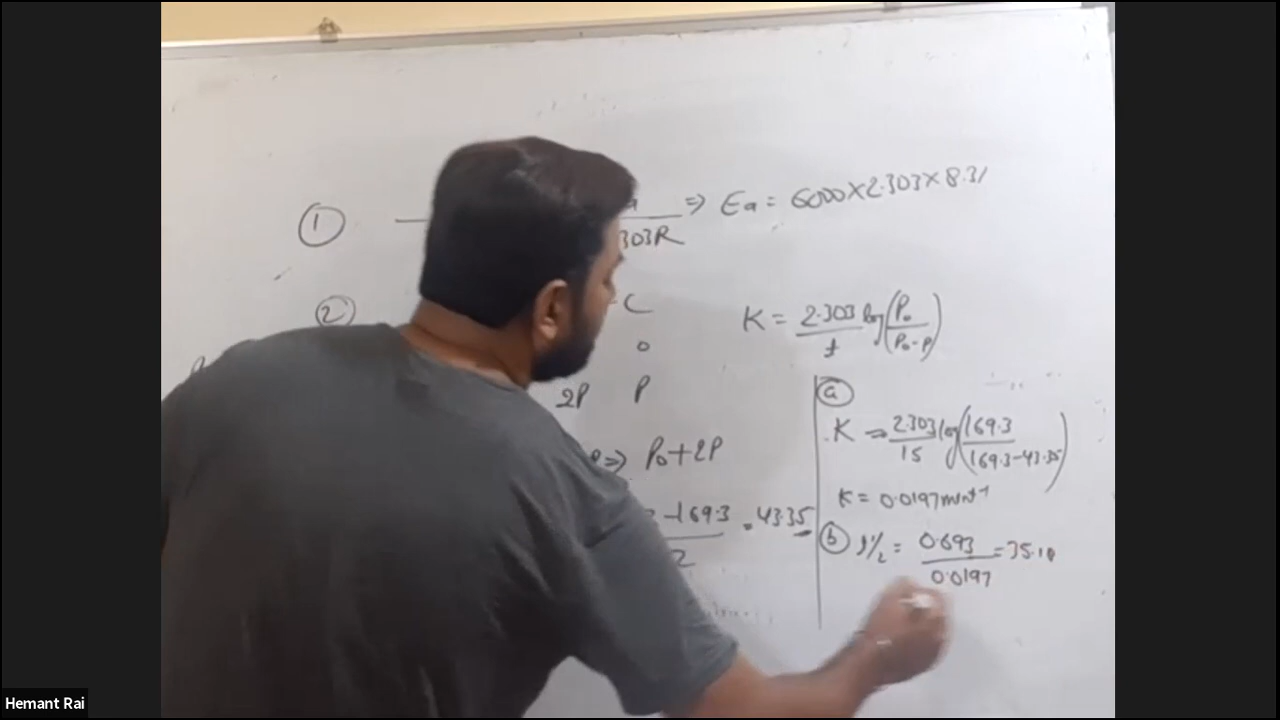 ① — 303R ⇒ Ea = 6000×2.303×8.31
② C
K = 2.303/t log(P₀/P₀-P)
0
2P P
⇒ P₀+2P
-169.3/2 = 43.35
ⓐ
K ⇒ 2.303/15 log(169.3/169.3-43.35)
K = 0.0197 min⁻¹
ⓑ t½ = 0.693/0.0197 = 35.10
Hemant Rai